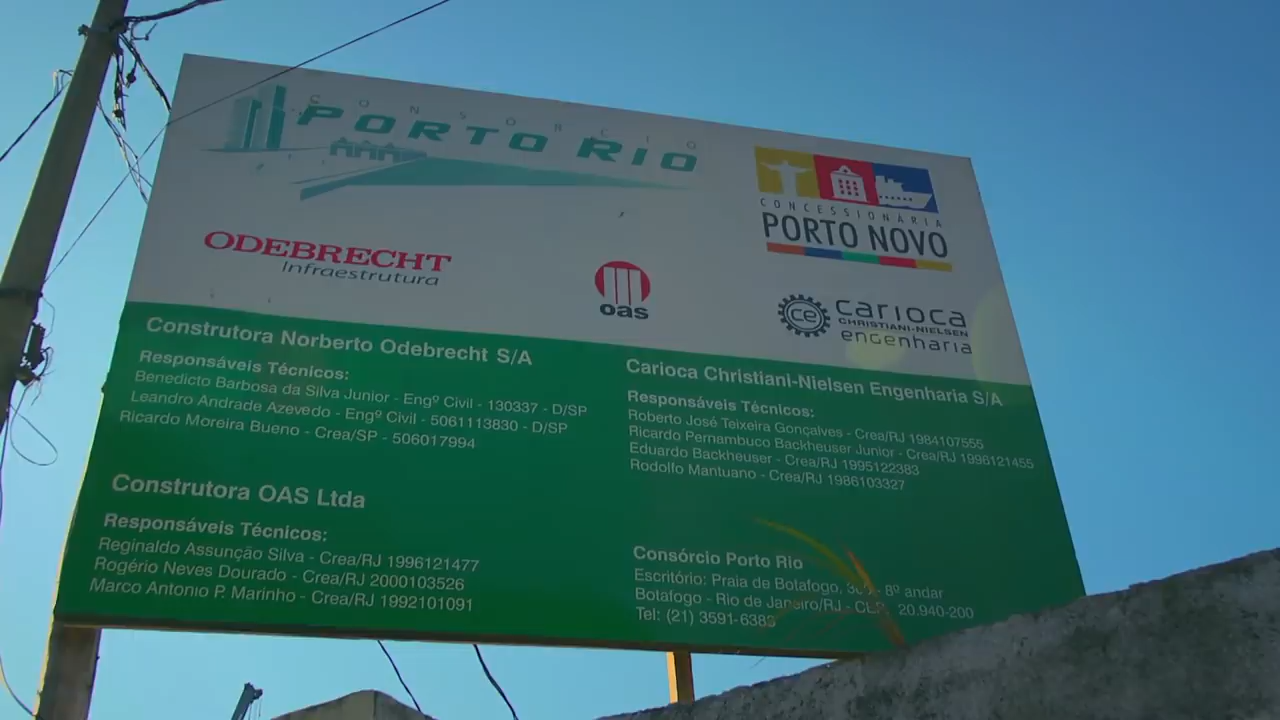 CONSÓRCIO
PORTO RIO
CONCESSIONÁRIA
PORTO NOVO
ODEBRECHT
Infraestrutura
oas
ce
carioca
CHRISTIANI-NIELSEN
engenharia
Construtora Norberto Odebrecht S/A
Responsáveis Técnicos:
Benedicto Barbosa da Silva Junior - Engº Civil - 130337 - D/SP
Leandro Andrade Azevedo - Engº Civil - 5061113830 - D/SP
Ricardo Moreira Bueno - Crea/SP - 506017994
Carioca Christiani-Nielsen Engenharia S/A
Responsáveis Técnicos:
Roberto José Teixeira Gonçalves - Crea/RJ 1984107555
Ricardo Pernambuco Backheuser Junior - Crea/RJ 1996121455
Eduardo Backheuser - Crea/RJ 1995122383
Rodolfo Mantuano - Crea/RJ 1986103327
Construtora OAS Ltda
Responsáveis Técnicos:
Reginaldo Assunção Silva - Crea/RJ 1996121477
Rogério Neves Dourado - Crea/RJ 2000103526
Marco Antonio P. Marinho - Crea/RJ 1992101091
Consórcio Porto Rio
Escritório: Praia de Botafogo, - 8º andar
Botafogo - Rio de Janeiro/RJ - 20.940-200
Tel: (21) 3591-6383